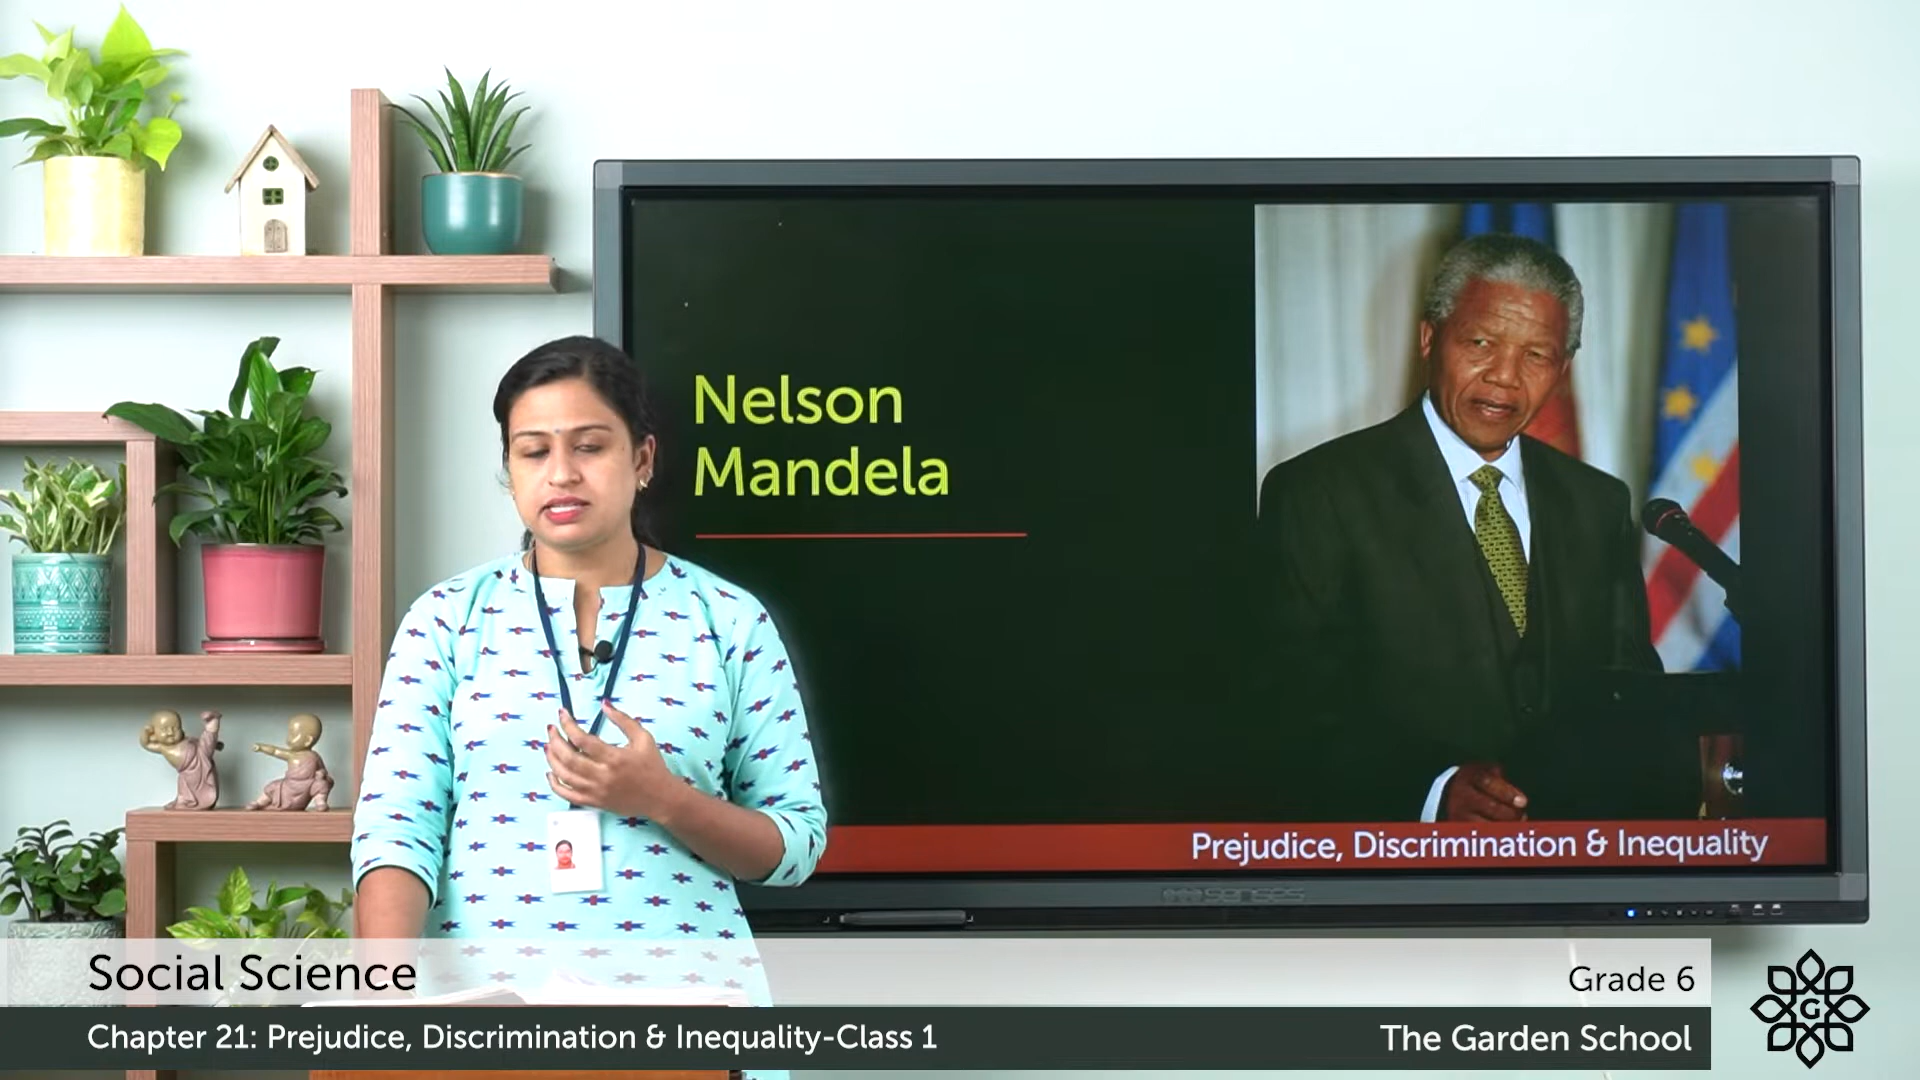 Nelson
Mandela
Prejudice, Discrimination & Inequality
Social Science
Grade 6
Chapter 21: Prejudice, Discrimination & Inequality-Class 1
The Garden School
G